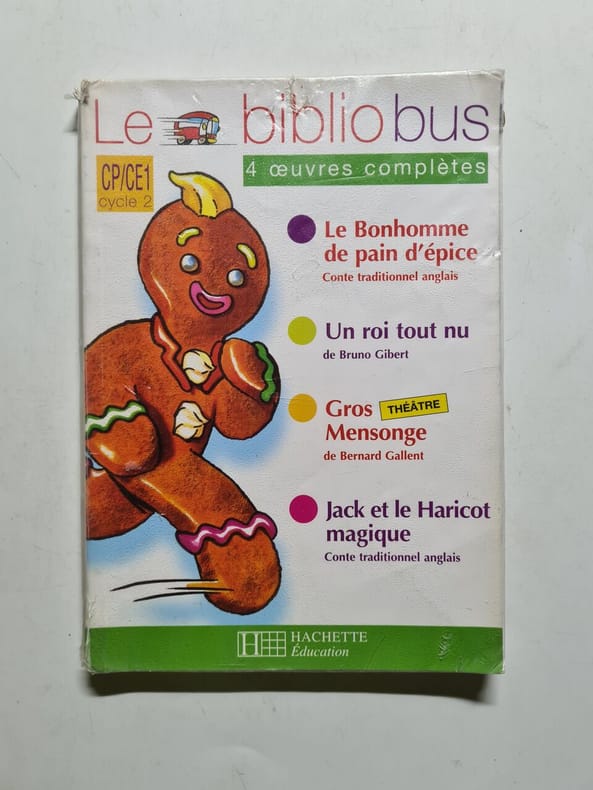 Le bibliobus
4 œuvres complètes
CP/CE1
cycle 2
Le Bonhomme
de pain d'épice
Conte traditionnel anglais
Un roi tout nu
de Bruno Gibert
Gros THÉÂTRE
Mensonge
de Bernard Gallent
Jack et le Haricot
magique
Conte traditionnel anglais
H HACHETTE
Éducation